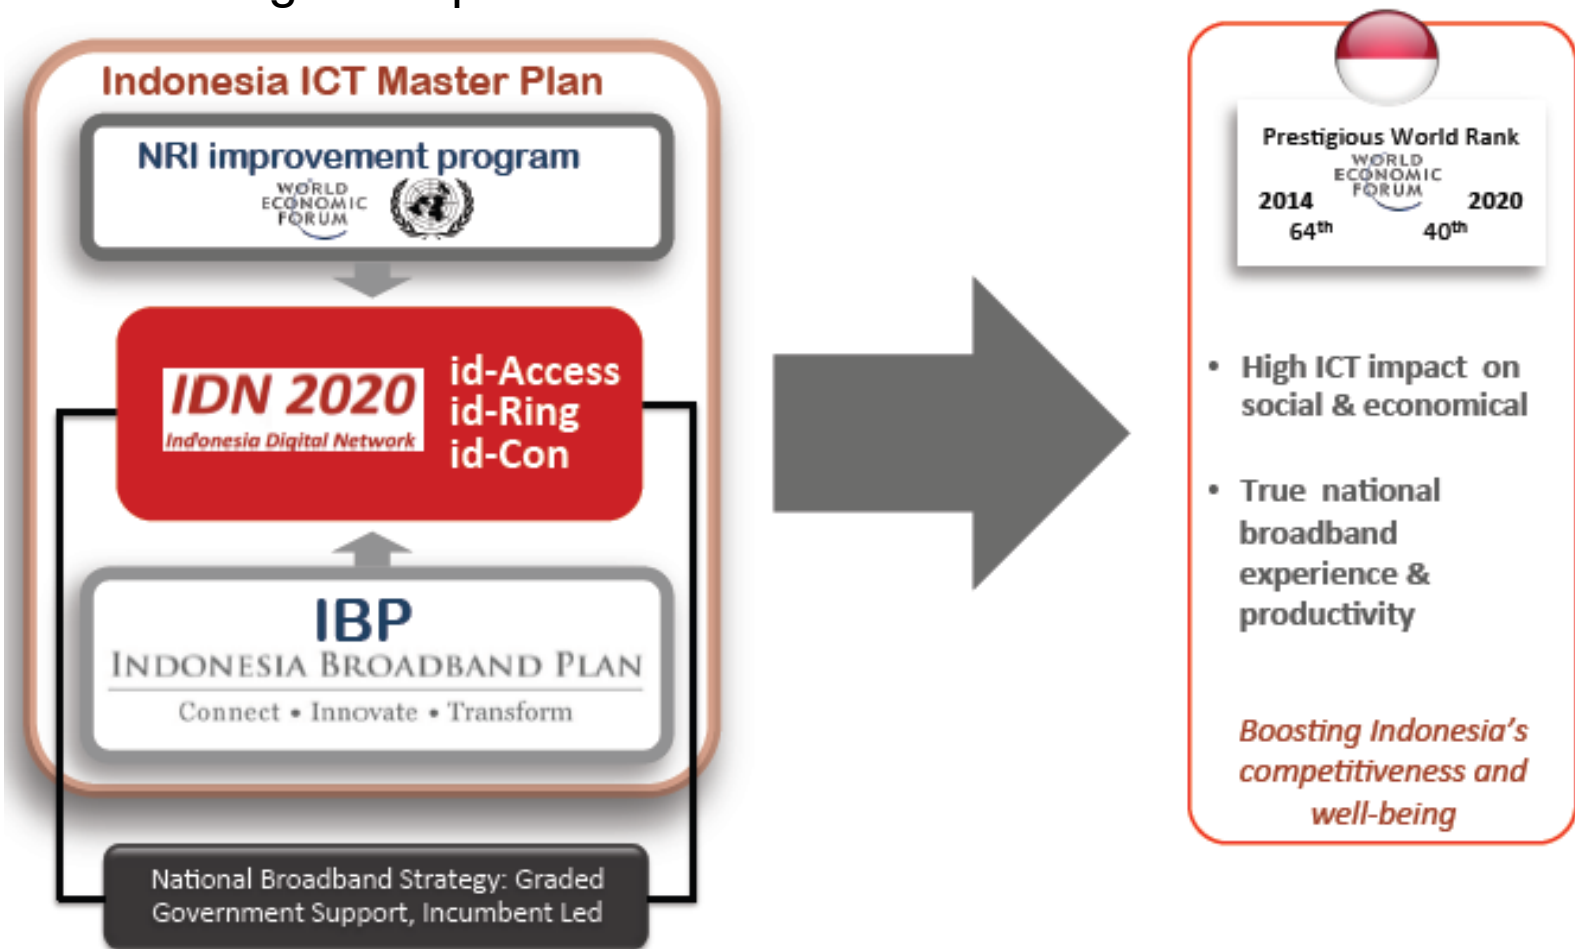 Indonesia ICT Master Plan
NRI improvement program
WORLD
ECONOMIC
FORUM
IDN 2020
Indonesia Digital Network
id-Access
id-Ring
id-Con
IBP
INDONESIA BROADBAND PLAN
Connect • Innovate • Transform
National Broadband Strategy: Graded
Government Support, Incumbent Led
Prestigious World Rank
WORLD
ECONOMIC
FORUM
2014 2020
64th 40th
• High ICT impact on
social & economical
• True national
broadband
experience &
productivity
Boosting Indonesia's
competitiveness and
well-being